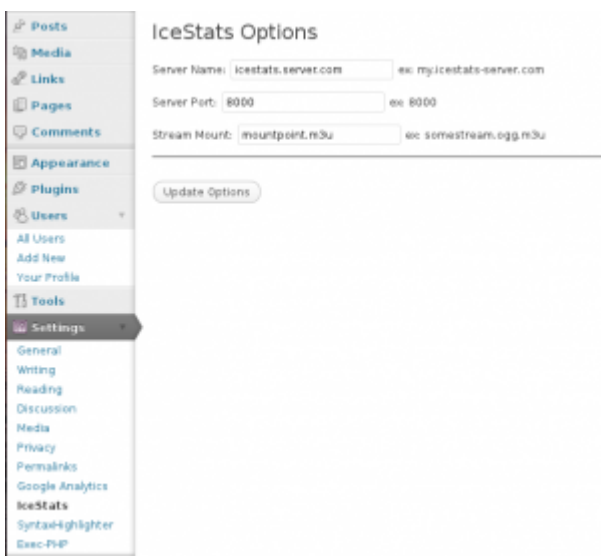 Posts
Media
Links
Pages
Comments
Appearance
Plugins
Users
All Users
Add New
Your Profile
Tools
Settings
General
Writing
Reading
Discussion
Media
Privacy
Permalinks
Google Analytics
IceStats
SyntaxHighlighter
Exec-PHP
IceStats Options
Server Name: icestats.server.com ex: my.icestats-server.com
Server Port: 8000 ex: 8000
Stream Mount: mountpoint.m3u ex: somestream.ogg.m3u
Update Options